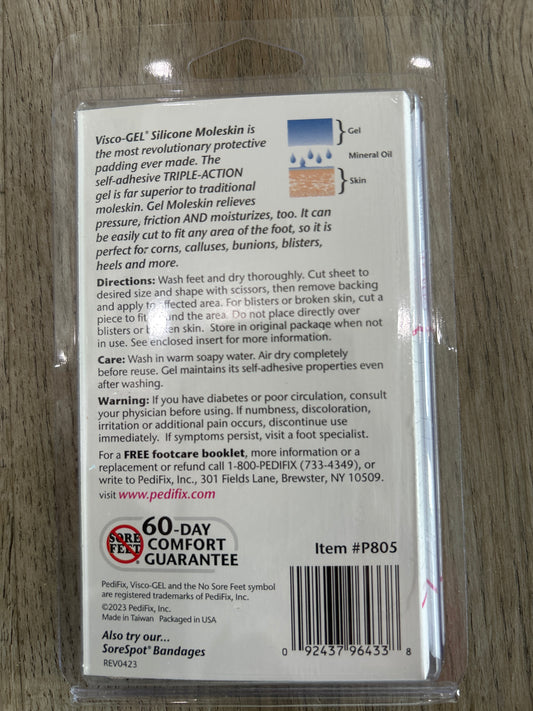 Visco-GEL® Silicone Moleskin is
the most revolutionary protective
padding ever made. The
self-adhesive TRIPLE-ACTION
gel is far superior to traditional
moleskin. Gel Moleskin relieves
pressure, friction AND moisturizes, too. It can
be easily cut to fit any area of the foot, so it is
perfect for corns, calluses, bunions, blisters,
heels and more.
Gel
Mineral Oil
Skin
Directions: Wash feet and dry thoroughly. Cut sheet to
desired size and shape with scissors, then remove backing
and apply to affected area. For blisters or broken skin, cut a
piece to fit around the area. Do not place directly over
blisters or broken skin. Store in original package when not
in use. See enclosed insert for more information.
Care: Wash in warm soapy water. Air dry completely
before reuse. Gel maintains its self-adhesive properties even
after washing.
Warning: If you have diabetes or poor circulation, consult
your physician before using. If numbness, discoloration,
irritation or additional pain occurs, discontinue use
immediately. If symptoms persist, visit a foot specialist.
For a FREE footcare booklet, more information or a
replacement or refund call 1-800-PEDIFIX (733-4349), or
write to PediFix, Inc., 301 Fields Lane, Brewster, NY 10509.
visit www.pedifix.com
SORE
FEET®
60-DAY
COMFORT
GUARANTEE
Item #P805
PediFix, Visco-GEL and the No Sore Feet symbol
are registered trademarks of PediFix, Inc.
©2023 PediFix, Inc.
Made in Taiwan Packaged in USA
Also try our...
SoreSpot® Bandages
REV0423
0 92437 96433 8